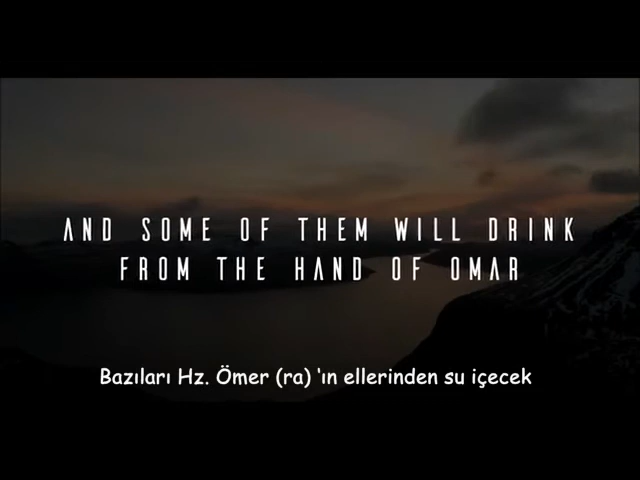 AND SOME OF THEM WILL DRINK
FROM THE HAND OF OMAR
Bazıları Hz. Ömer (ra) 'ın ellerinden su içecek